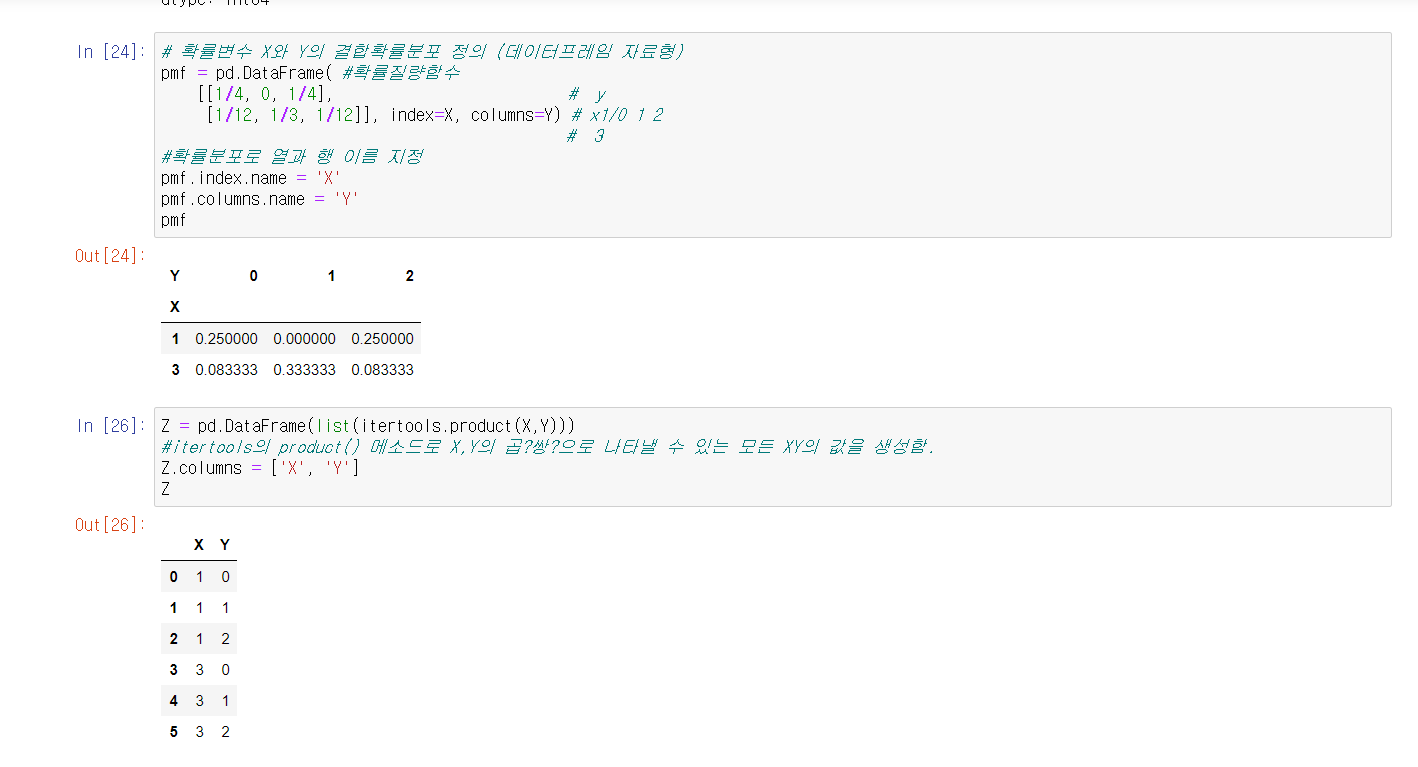 dtype: int64
In [24]: # 확률변수 X와 Y의 결합확률분포 정의 (데이터프레임 자료형)
pmf = pd.DataFrame( #확률질량함수
[[1/4, 0, 1/4], # y
[1/12, 1/3, 1/12]], index=X, columns=Y) # x1/0 1 2
# 3
#확률분포로 열과 행 이름 지정
pmf.index.name = 'X'
pmf.columns.name = 'Y'
pmf
Out[24]:
Y 0 1 2
X
1 0.250000 0.000000 0.250000
3 0.083333 0.333333 0.083333
In [26]: Z = pd.DataFrame(list(itertools.product(X,Y)))
#itertools의 product() 메소드로 X,Y의 곱?쌍?으로 나타낼 수 있는 모든 XY의 값을 생성함.
Z.columns = ['X', 'Y']
Z
Out[26]:
X Y
0 1 0
1 1 1
2 1 2
3 3 0
4 3 1
5 3 2